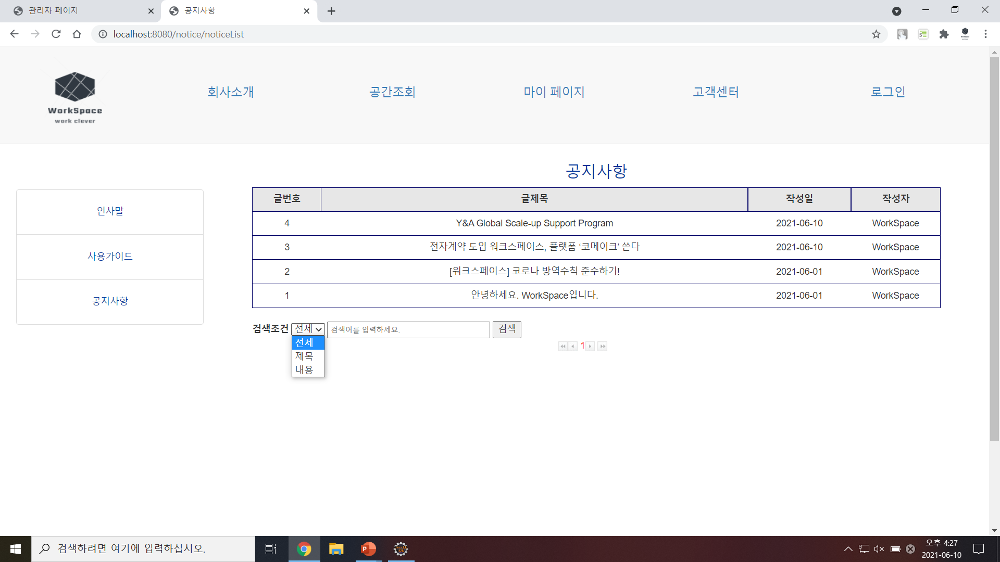 관리자 페이지
공지사항
localhost:8080/notice/noticeList
WorkSpace
work clever
회사소개
공간조회
마이 페이지
고객센터
로그인
인사말
사용가이드
공지사항
공지사항
글번호 글제목 작성일 작성자
4 Y&A Global Scale-up Support Program 2021-06-10 WorkSpace
3 전자계약 도입 워크스페이스, 플랫폼 ‘코메이크’ 쓴다 2021-06-10 WorkSpace
2 [워크스페이스] 코로나 방역수칙 준수하기! 2021-06-01 WorkSpace
1 안녕하세요. WorkSpace입니다. 2021-06-01 WorkSpace
검색조건 전체 검색어를 입력하세요. 검색
전체
제목
내용
1
검색하려면 여기에 입력하십시오.
오후 4:27
2021-06-10